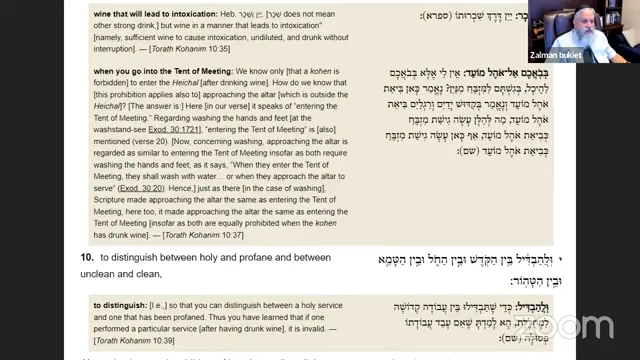 wine that will lead to intoxication: Heb. יַיִן וְשֵׁכָר. [שֵׁכָר does not mean
other strong drink,] but wine in a manner that leads to intoxication"
[namely, sufficient wine to cause intoxication, undiluted, and drunk without
interruption]. — [Torath Kohanim 10:35]
כָר: יַיִן דֶּרֶךְ שִׁכְרוּתוֹ (ספרא):
Zalman bukiet
when you go into the Tent of Meeting: We know only [that a kohen is
forbidden] to enter the Heichal [after drinking wine]. How do we know that
[this prohibition applies also to] approaching the altar [which is outside the
Heichal]? [The answer is:] Here [in our verse] it speaks of "entering the
Tent of Meeting." Regarding washing the hands and feet [at the
washstand-see Exod. 30:1721], "entering the Tent of Meeting" is [also]
mentioned (verse 20). [Now, concerning washing, approaching the altar is
regarded as similar to entering the Tent of Meeting insofar as both require
washing the hands and feet, as it says, "When they enter the Tent of
Meeting, they shall wash with water… or when they approach the altar to
serve" (Exod. 30:20). Hence,] just as there [in the case of washing],
Scripture made approaching the altar the same as entering the Tent of
Meeting, here too, it made approaching the altar the same as entering the
Tent of Meeting [insofar as both are equally prohibited when the kohen
has drunk wine]. — [Torath Kohanim 10:37]
בְּבֹאֲכֶם אֶל־אֹהֶל מוֹעֵד: אֵין לִי אֶלָּא בְּבֹאֲכֶם
לַהֵיכָל, בְּגִשְׁתָּם לַמִּזְבֵּחַ מִנַּיִן? נֶאֱמַר כָּאן בִּיאַת
אֹהֶל מוֹעֵד וְנֶאֱמַר בְּקִדּוּשׁ יָדַיִם וְרַגְלַיִם בִּיאַת
אֹהֶל מוֹעֵד, מַה לְּהַלָּן עָשָׂה גִישַׁת מִזְבֵּחַ
כְּבִיאַת אֹהֶל מוֹעֵד, אַף כָּאן עָשָׂה גִישַׁת מִזְבֵּחַ
כְּבִיאַת אֹהֶל מוֹעֵד (שם):
10. to distinguish between holy and profane and between
unclean and clean,
י וּלְהַבְדִּיל בֵּין הַקֹּדֶשׁ וּבֵין הַחֹל וּבֵין הַטָּמֵא
וּבֵין הַטָּהוֹר:
to distinguish: [I.e.,] so that you can distinguish between a holy service
and one that has been profaned. Thus you have learned that if one
performed a particular service [after having drunk wine], it is invalid. —
[Torath Kohanim 10:39]
וּלְהַבְדִּיל: כְּדֵי שֶׁתַּבְדִּילוּ בֵּין עֲבוֹדָה קְדוֹשָׁה
לִמְחֻלֶּלֶת, הָא לָמַדְתָּ שֶׁאִם עָבַד עֲבוֹדָתוֹ
פְּסוּלָה (שם):
zoom